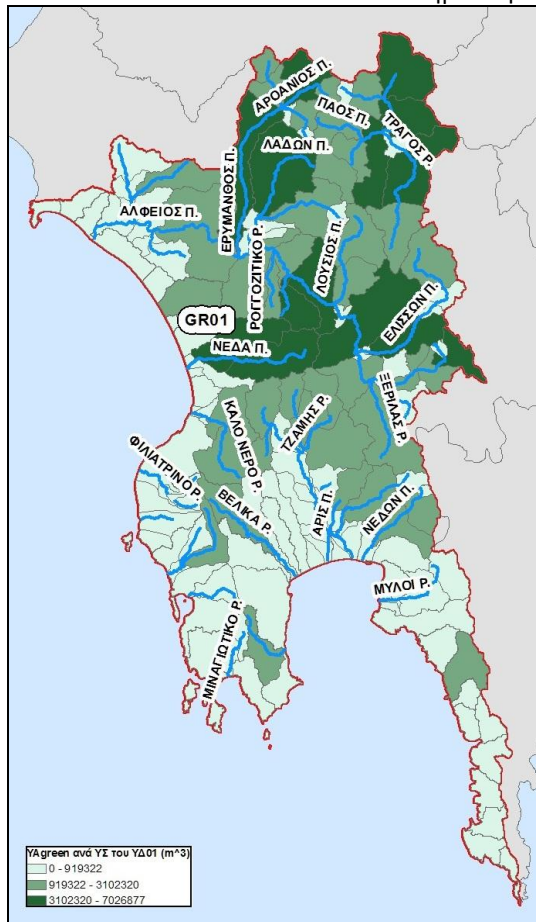 ΑΡΟΑΝΙΟΣ Π.
ΠΑΟΣ Π.
ΤΡΑΓΟΣ Ρ.
ΛΑΔΩΝ Π.
ΕΡΥΜΑΝΘΟΣ Π.
ΑΛΦΕΙΟΣ Π.
ΡΟΓΓΟΖΙΤΙΚΟ Ρ.
ΛΟΥΣΙΟΣ Π.
ΕΛΙΣΣΩΝ Π.
GR01
ΝΕΔΑ Π.
ΞΕΡΙΛΑΣ Ρ.
ΤΖΑΜΗΣ Ρ.
ΚΑΛΟ ΝΕΡΟ Ρ.
ΦΙΛΙΑΤΡΙΝΟ Ρ.
ΒΕΛΙΚΑ Ρ.
ΑΡΙΣ Π.
ΝΕΔΩΝ Π.
ΜΥΛΟΙ Ρ.
ΜΙΝΑΓΙΩΤΙΚΟ Ρ.
YAgreen ανά ΥΣ του ΥΔ01 (m^3)
0 - 919322
919322 - 3102320
3102320 - 7026877